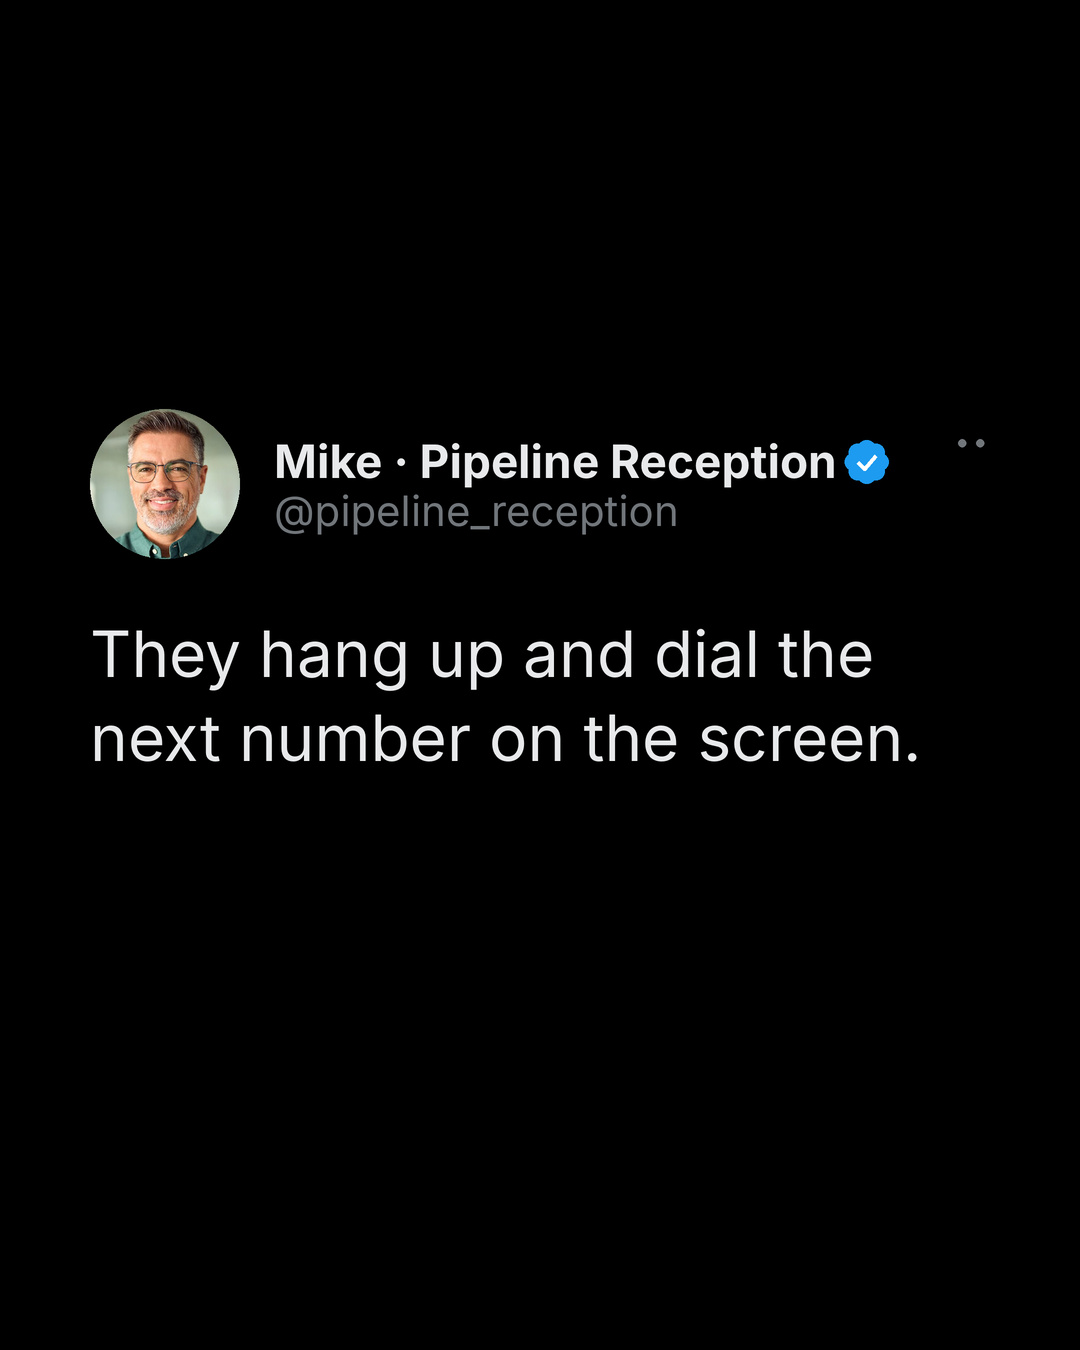 Mike · Pipeline Reception
@pipeline_reception
They hang up and dial the
next number on the screen.